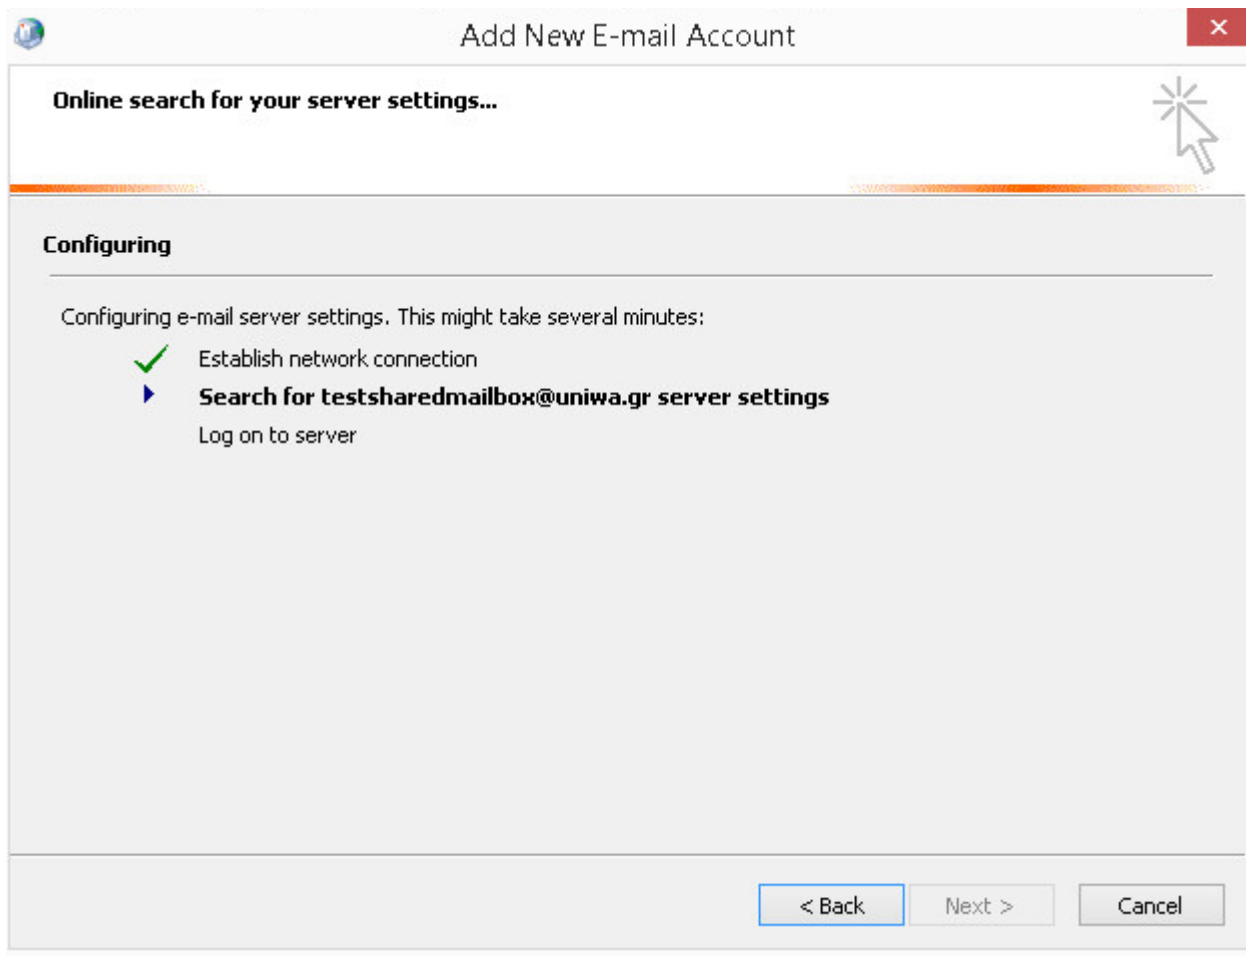 Add New E-mail Account
Online search for your server settings...
Configuring
Configuring e-mail server settings. This might take several minutes:
Establish network connection
Search for testsharedmailbox@uniwa.gr server settings
Log on to server
< Back Next > Cancel